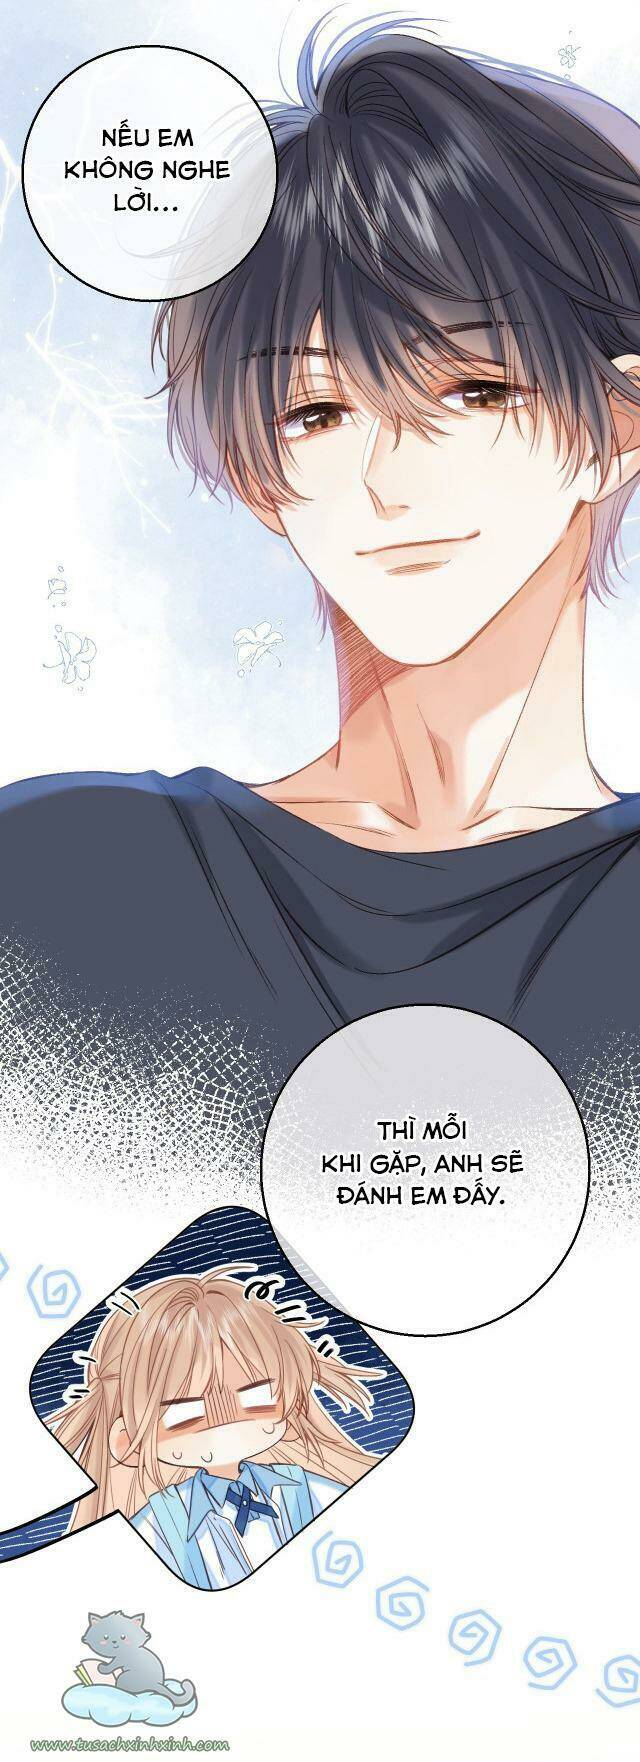 NẾU EM
KHÔNG NGHE
LỜI...
THÌ MỖI
KHI GẶP, ANH SẼ
ĐÁNH EM ĐẤY.
www.tusachxinhxinh.com